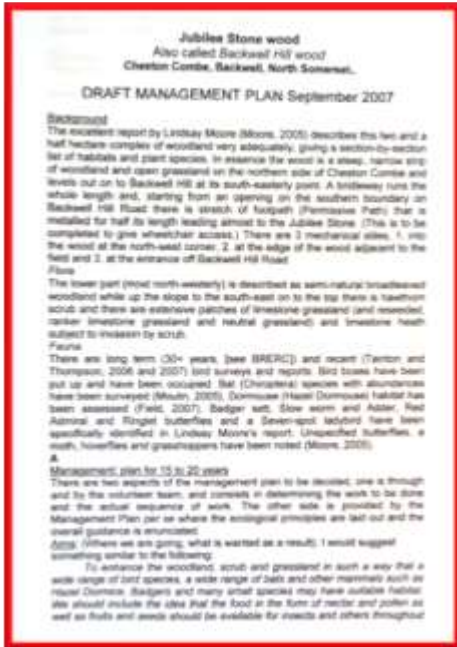 Jubilee Stone wood
Also called Backwell Hill wood
Cheston Combe, Backwell, North Somerset,.
DRAFT MANAGEMENT PLAN September 2007
Background
The excellent report by Lindsay Moore (Moore, 2005) describes this two and a
half hectare complex of woodland very adequately, giving a section-by-section
list of habitats and plant species. In essence the wood is a steep, narrow strip
of woodland and open grassland on the northern side of Cheston Combe and
levels out on to Backwell Hill at its south-easterly point. A bridleway runs the
whole length and, starting from an opening on the southern boundary on
Backwell Hill Road there is stretch of footpath (Permissive Path) that is
metalled for half its length leading almost to the Jubilee Stone. (This is to be
completed to give wheelchair access.) There are 3 mechanical stiles, 1. into
the wood at the north-west corner, 2. at the edge of the wood adjacent to the
field and 3. at the entrance off Backwell Hill Road
Flora
The lower part (most north-westerly) is described as semi-natural broadleaved
woodland while up the slope to the south-east on to the top there is hawthorn
scrub and there are extensive patches of limestone grassland (and reseeded,
ranker limestone grassland and neutral grassland) and limestone heath
subject to invasion by scrub.
Fauna
There are long term (30+ years, [see BRERC]) and recent (Tainton and
Thompson, 2006 and 2007) bird surveys and reports. Bird boxes have been
put up and have been occupied. Bat (Chiroptera) species with abundances
have been surveyed (Moulin, 2005), Dormouse (Hazel Dormouse) habitat has
been assessed (Field, 2007). Badger sett, Slow worm and Adder, Red
Admiral and Ringlet butterflies and a Seven-spot ladybird have been
specifically identified in Lindsay Moore's report. Unspecified butterflies, a
moth, hoverflies and grasshoppers have been noted (Moore, 2005).
A
Management plan for 15 to 20 years
There are two aspects of the management plan to be decided, one is through
and by the volunteer team, and consists in determining the work to be done
and the actual sequence of work. The other side is provided by the
Management Plan per se where the ecological principles are laid out and the
overall guidance is enunciated.
Aims: (Where we are going; what is wanted as a result). I would suggest
something similar to the following:
To enhance the woodland, scrub and grassland in such a way that a
wide range of bird species, a wide range of bats and other mammals such as
Hazel Dormice, Badgers and many small species may have suitable habitat.
We should include the idea that the food in the form of nectar and pollen as
well as fruits and seeds should be available for insects and others throughout